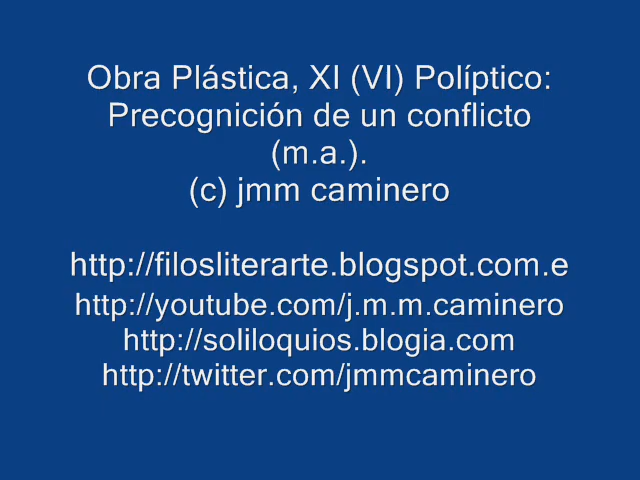 Obra Plástica, XI (VI) Políptico:
Precognición de un conflicto
(m.a.).
(c) jmm caminero
http://filosliterarte.blogspot.com.e
http://youtube.com/j.m.m.caminero
http://soliloquios.blogia.com
http://twitter.com/jmmcaminero